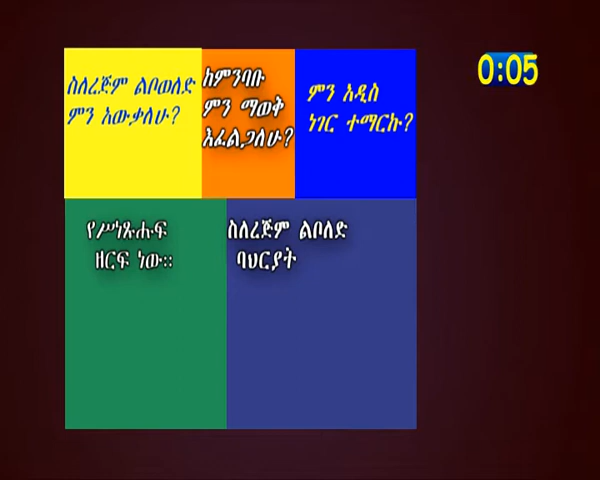 ስለረጅም ልቦወለድ
ምን አውቃለሁ?
ከምንባቡ
ምን ማወቅ
እፈልጋለሁ?
ምን አዲስ
ነገር ተማርኩ?
0:05
የሥነጹሑፍ
ዘርፍ ነው።
ስለረጅም ልቦለድ
ባህርያት